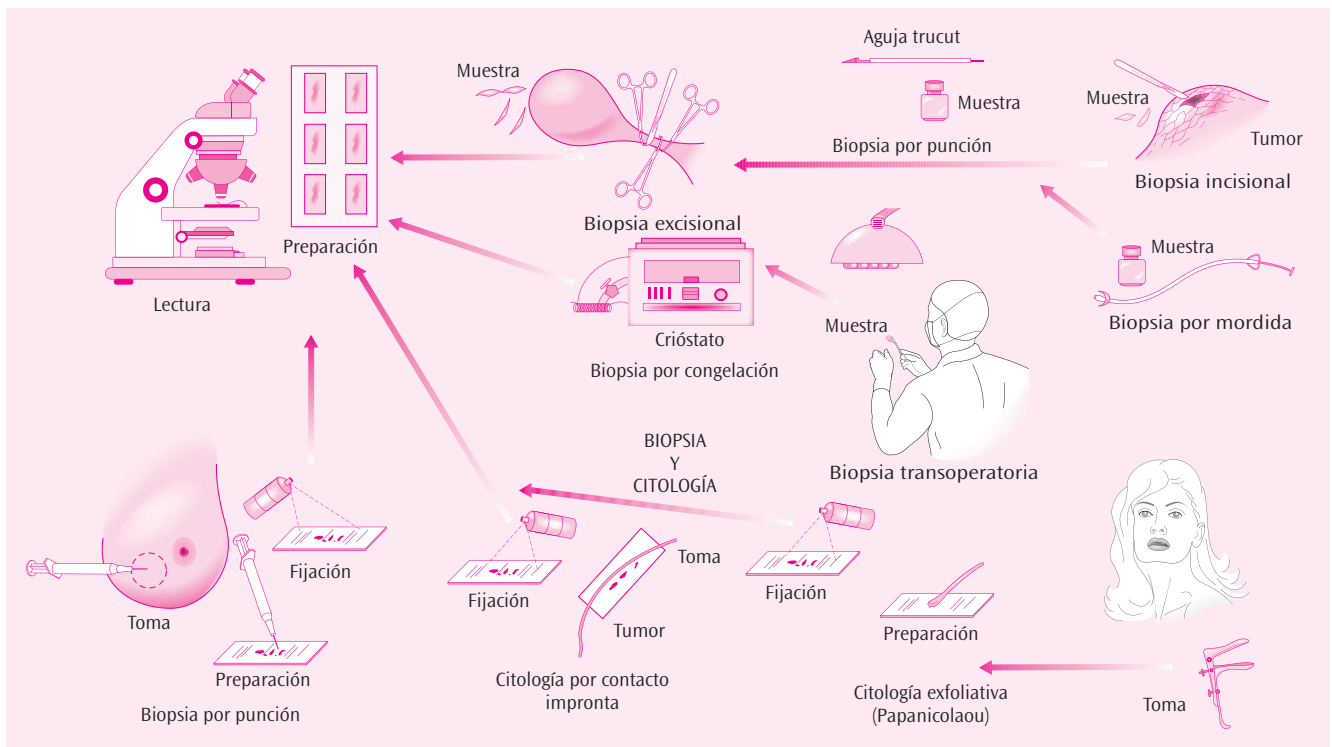 Aguja trucut
Muestra
Muestra
Muestra
Biopsia por punción
Tumor
Biopsia incisional
Biopsia excisional
Preparación
Lectura
Muestra
Biopsia por mordida
Crióstato
Biopsia por congelación
Muestra
Biopsia transoperatoria
BIOPSIA
Y
CITOLOGÍA
Fijación
Toma
Preparación
Biopsia por punción
Fijación
Toma
Tumor
Citología por contacto
impronta
Fijación
Preparación
Citología exfoliativa
(Papanicolaou)
Toma